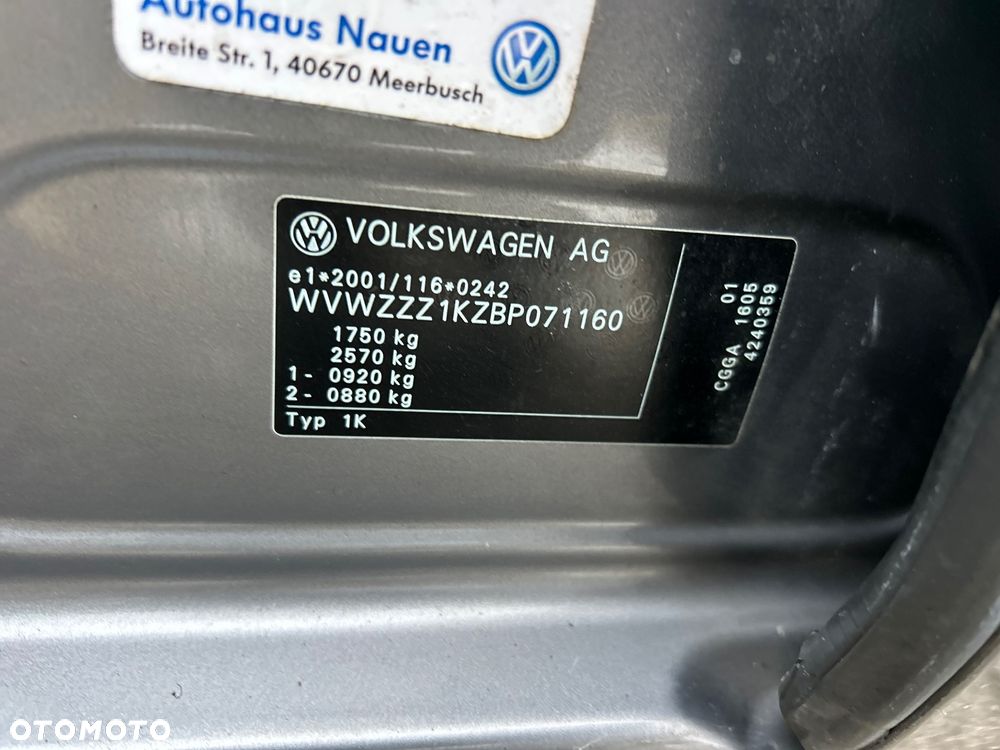 Autohaus Nauen
Breite Str. 1, 40670 Meerbusch
VOLKSWAGEN AG
e1*2001/116*0242
WVWZZZ1KZBP071160
1750 kg
2570 kg
1- 0920 kg
2- 0880 kg
Typ 1K
01
CGGA 1605
4240359
OTOMOTO